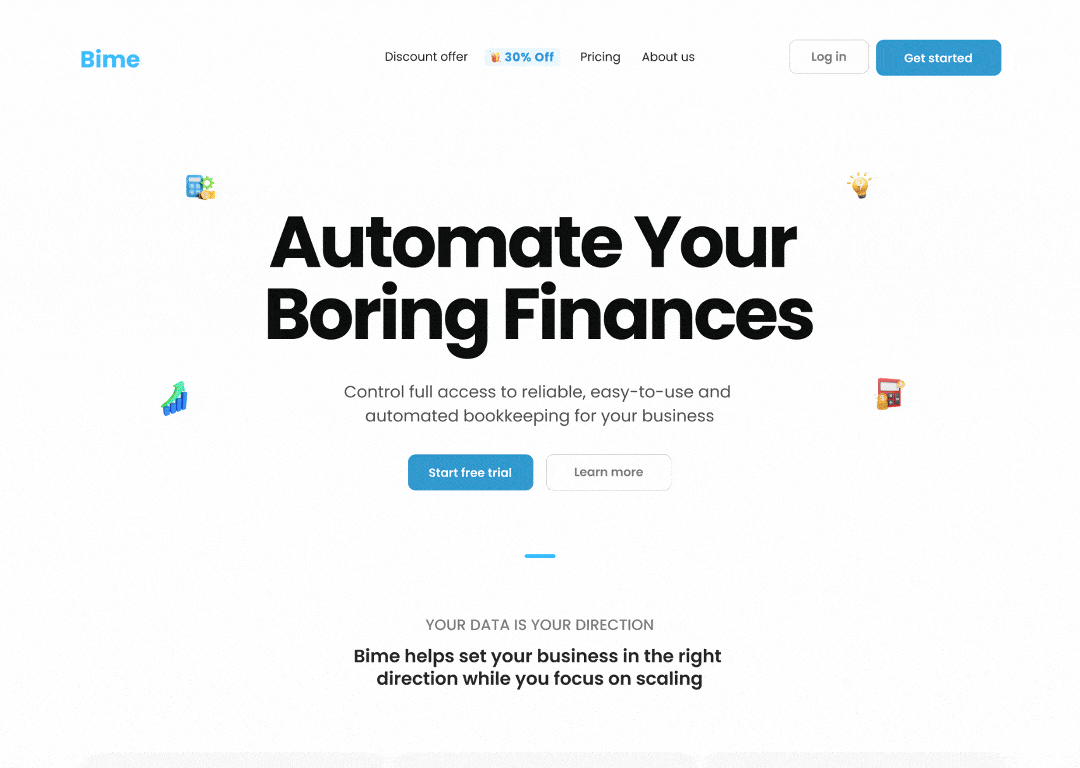 Bime
Discount offer
30% Off
Pricing
About us
Log in
Get started
Automate Your
Boring Finances
Control full access to reliable, easy-to-use and
automated bookkeeping for your business
Start free trial
Learn more
YOUR DATA IS YOUR DIRECTION
Bime helps set your business in the right
direction while you focus on scaling